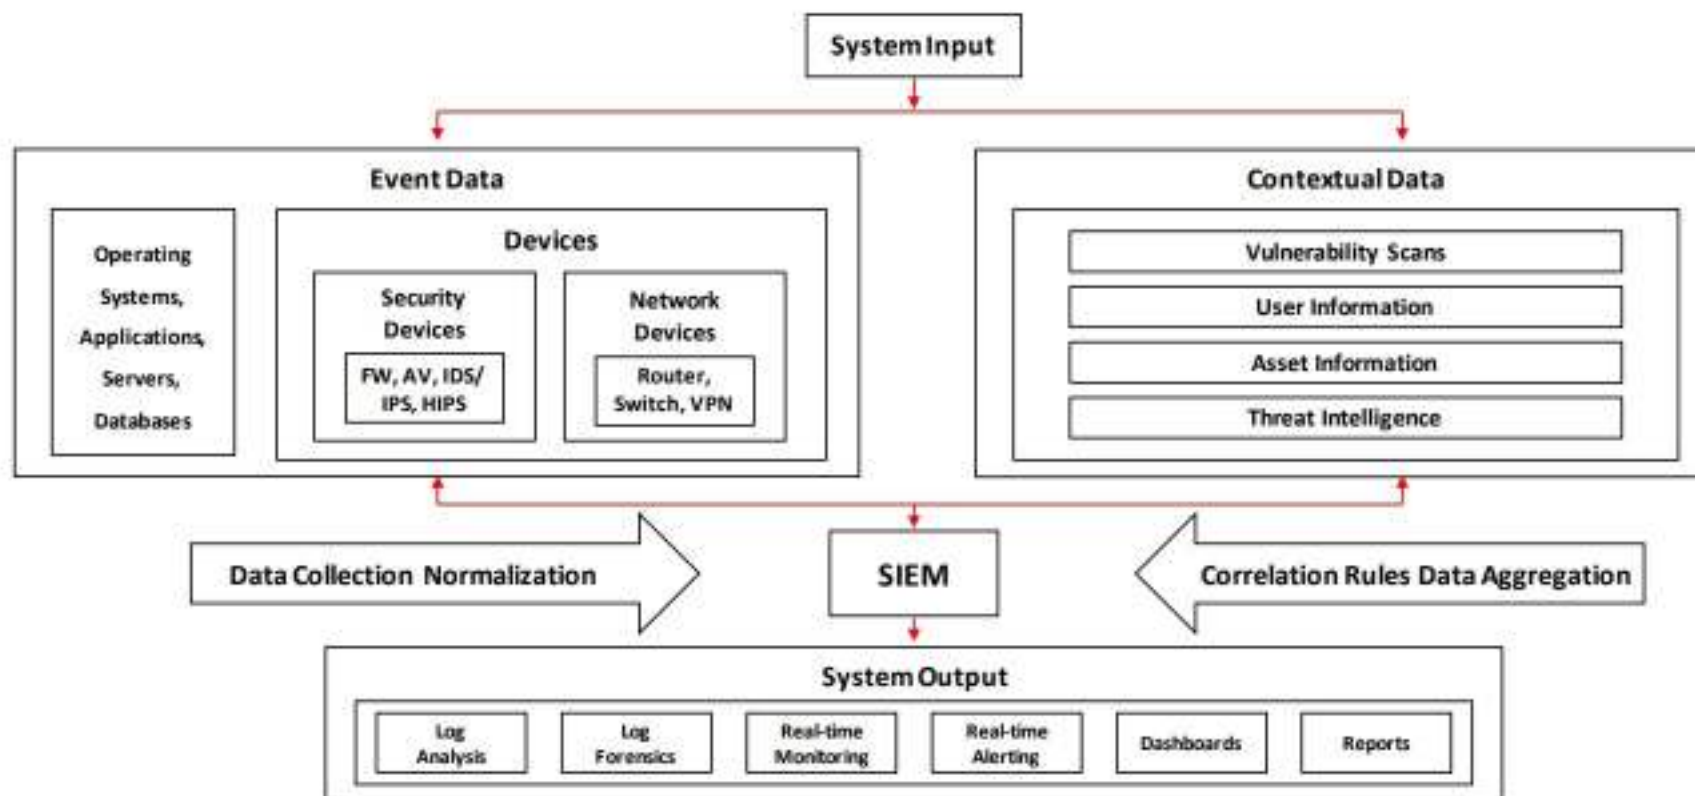 System Input
Event Data
Operating
Systems,
Applications,
Servers,
Databases
Devices
Security
Devices
FW, AV, IDS/
IPS, HIPS
Network
Devices
Router,
Switch, VPN
Contextual Data
Vulnerability Scans
User Information
Asset Information
Threat Intelligence
Data Collection Normalization
SIEM
Correlation Rules Data Aggregation
System Output
Log
Analysis
Log
Forensics
Real-time
Monitoring
Real-time
Alerting
Dashboards
Reports